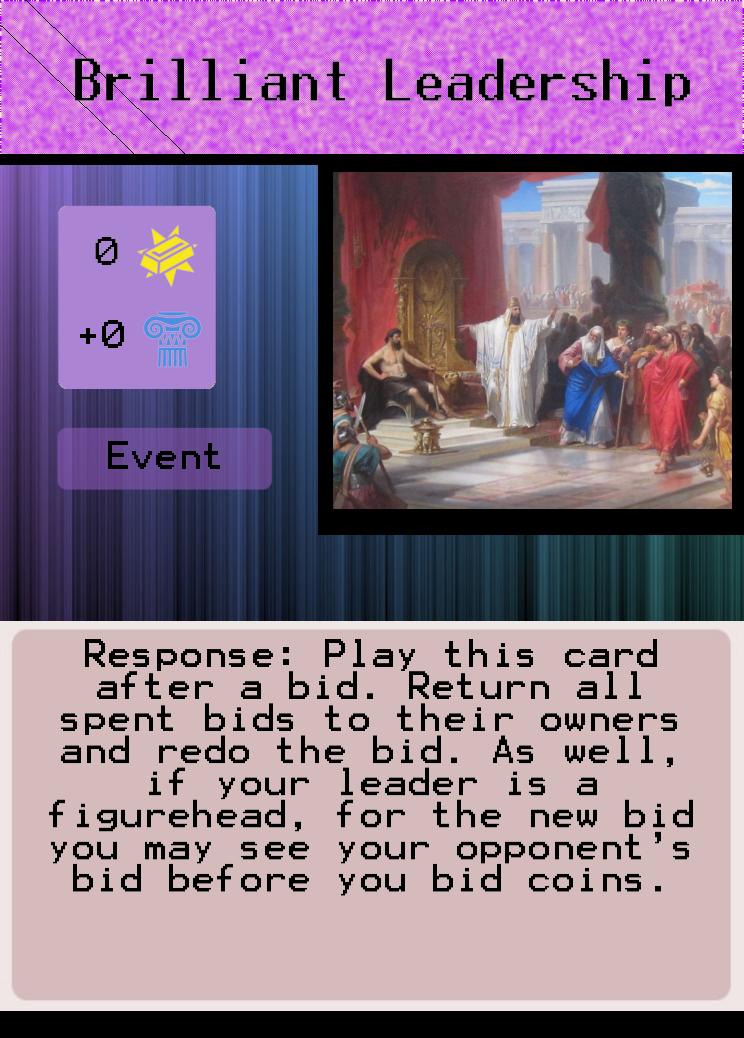 Brilliant Leadership
0
+0
Event
Response: Play this card
after a bid. Return all
spent bids to their owners
and redo the bid. As well,
if your leader is a
figurehead, for the new bid
you may see your opponent's
bid before you bid coins.